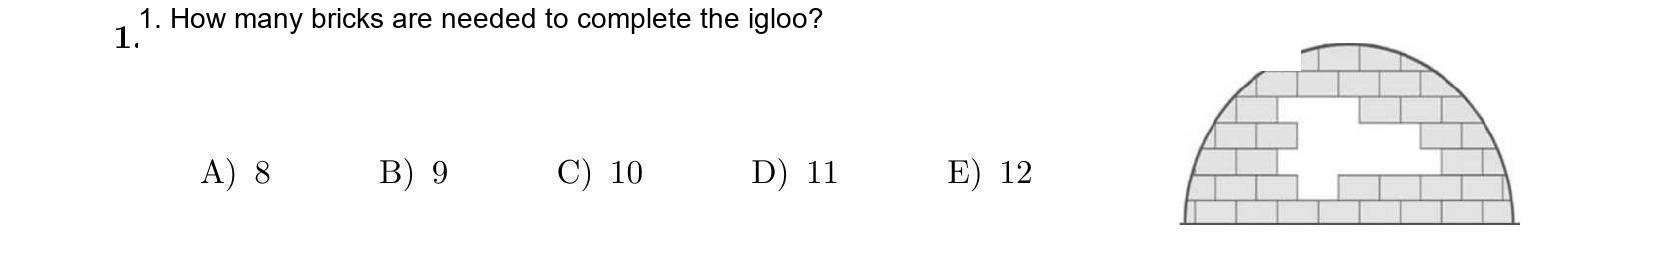 1. How many bricks are needed to complete the igloo?
1.
A) 8 B) 9 C) 10 D) 11 E) 12